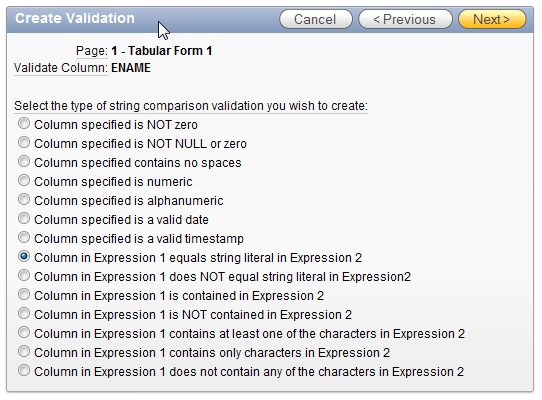 Create Validation
Cancel
< Previous
Next >
Page: 1 - Tabular Form 1
Validate Column: ENAME
Select the type of string comparison validation you wish to create:
Column specified is NOT zero
Column specified is NOT NULL or zero
Column specified contains no spaces
Column specified is numeric
Column specified is alphanumeric
Column specified is a valid date
Column specified is a valid timestamp
Column in Expression 1 equals string literal in Expression 2
Column in Expression 1 does NOT equal string literal in Expression2
Column in Expression 1 is contained in Expression 2
Column in Expression 1 is NOT contained in Expression 2
Column in Expression 1 contains at least one of the characters in Expression 2
Column in Expression 1 contains only characters in Expression 2
Column in Expression 1 does not contain any of the characters in Expression 2